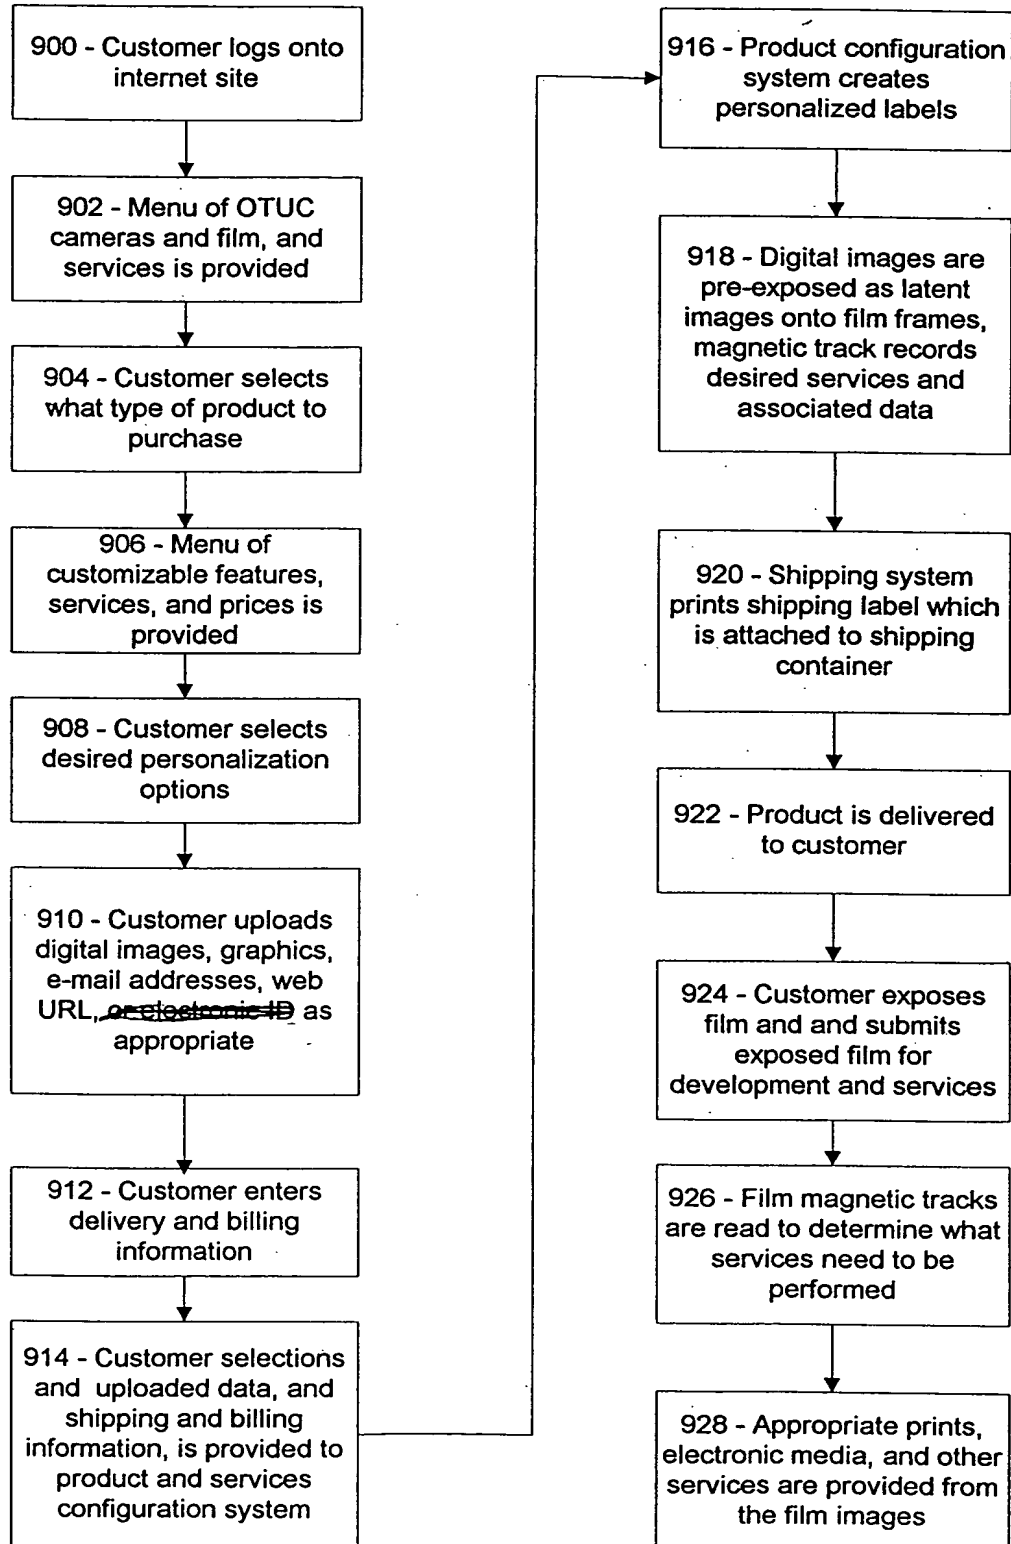 900 - Customer logs onto
internet site
902 - Menu of OTUC
cameras and film, and
services is provided
904 - Customer selects
what type of product to
purchase
906 - Menu of
customizable features,
services, and prices is
provided
908 - Customer selects
desired personalization
options
910 - Customer uploads
digital images, graphics,
e-mail addresses, web
URL, or electronic ID as
appropriate
912 - Customer enters
delivery and billing
information
914 - Customer selections
and uploaded data, and
shipping and billing
information, is provided to
product and services
configuration system
916 - Product configuration
system creates
personalized labels
918 - Digital images are
pre-exposed as latent
images onto film frames,
magnetic track records
desired services and
associated data
920 - Shipping system
prints shipping label which
is attached to shipping
container
922 - Product is delivered
to customer
924 - Customer exposes
film and and submits
exposed film for
development and services
926 - Film magnetic tracks
are read to determine what
services need to be
performed
928 - Appropriate prints,
electronic media, and other
services are provided from
the film images